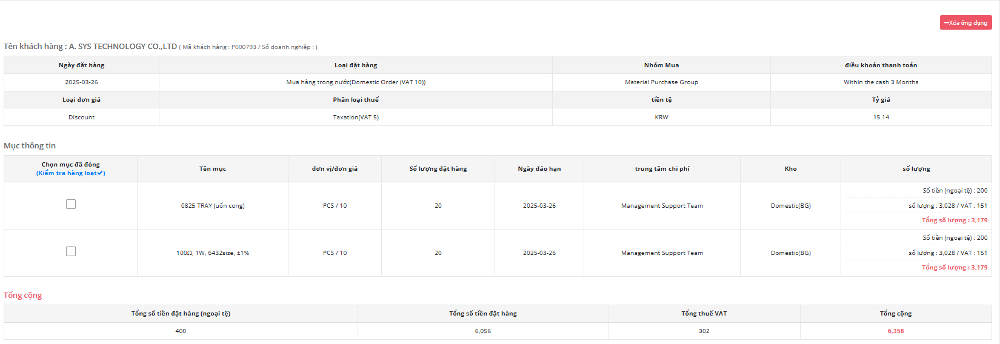 Xóa ứng dụng
Tên khách hàng : A. SYS TECHNOLOGY CO.,LTD ( Mã khách hàng : P000793 / Số doanh nghiệp : )
Ngày đặt hàng Loại đặt hàng Nhóm Mua điều khoản thanh toán
2025-03-26 Mua hàng trong nước(Domestic Order (VAT 10)) Material Purchase Group Within the cash 3 Months
Loại đơn giá Phân loại thuế tiền tệ Tỷ giá
Discount Taxation(VAT 5) KRW 15.14
Mục thông tin
Chọn mục đã đóng
(Kiểm tra hàng loạt✔)
Tên mục đơn vị/đơn giá Số lượng đặt hàng Ngày đáo hạn trung tâm chi phí Kho số lượng
0825 TRAY (uốn cong) PCS / 10 20 2025-03-26 Management Support Team Domestic(BG)
Số tiền (ngoại tệ) : 200
số lượng : 3,028 / VAT : 151
Tổng số lượng : 3,179
100Ω, 1W, 6432size, ±1% PCS / 10 20 2025-03-26 Management Support Team Domestic(BG)
Số tiền (ngoại tệ) : 200
số lượng : 3,028 / VAT : 151
Tổng số lượng : 3,179
Tổng cộng
Tổng số tiền đặt hàng (ngoại tệ) Tổng số tiền đặt hàng Tổng thuế VAT Tổng cộng
400 6,056 302 6,358